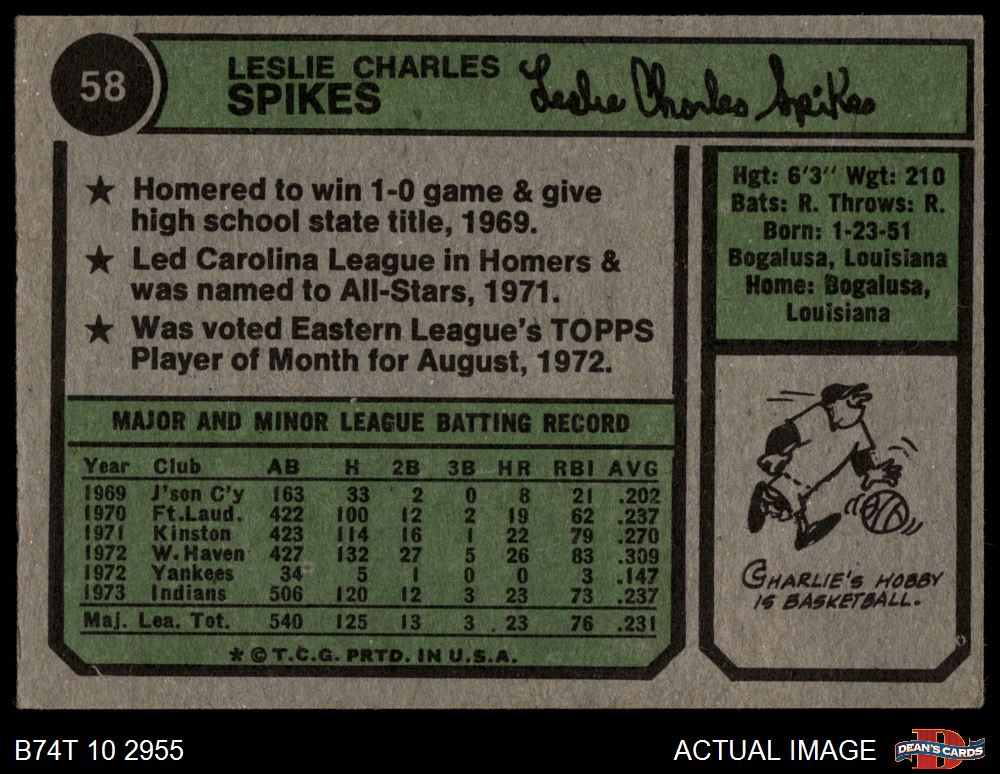 58
LESLIE CHARLES
SPIKES
Leslie Charles Spikes
★ Homered to win 1-0 game & give
high school state title, 1969.
★ Led Carolina League in Homers &
was named to All-Stars, 1971.
★ Was voted Eastern League's TOPPS
Player of Month for August, 1972.
Hgt: 6'3" Wgt: 210
Bats: R. Throws: R.
Born: 1-23-51
Bogalusa, Louisiana
Home: Bogalusa,
Louisiana
MAJOR AND MINOR LEAGUE BATTING RECORD
Year Club AB H 2B 3B HR RBI AVG
1969 J'son C'y 163 33 2 0 8 21 .202
1970 Ft.Laud. 422 100 12 2 19 62 .237
1971 Kinston 423 114 16 1 22 79 .270
1972 W. Haven 427 132 27 5 26 83 .309
1972 Yankees 34 5 1 0 0 3 .147
1973 Indians 506 120 12 3 23 73 .237
Maj. Lea. Tot. 540 125 13 3 23 76 .231
* © T.C.G. PRTD. IN U.S.A.
CHARLIE'S HOBBY
IS BASKETBALL.
B74T 10 2955
ACTUAL IMAGE
DEAN'S CARDS